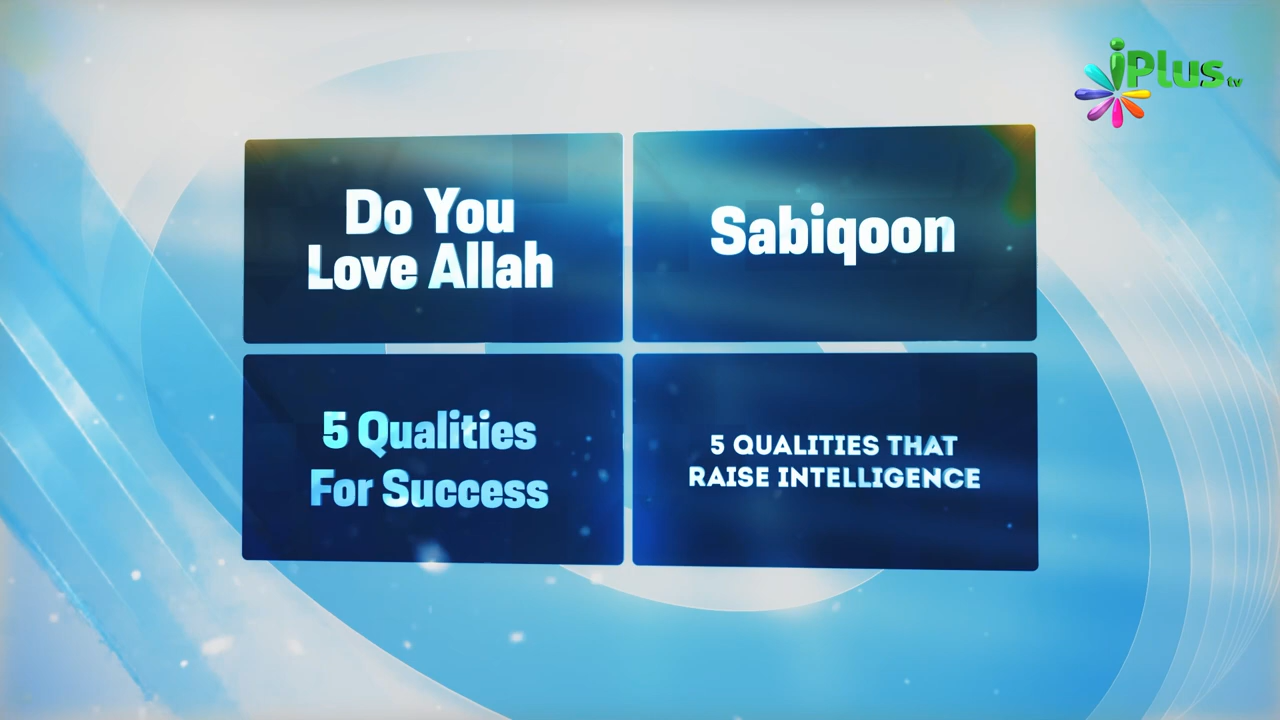 iPlus tv
Do You
Love Allah
Sabiqoon
5 Qualities
For Success
5 QUALITIES THAT
RAISE INTELLIGENCE